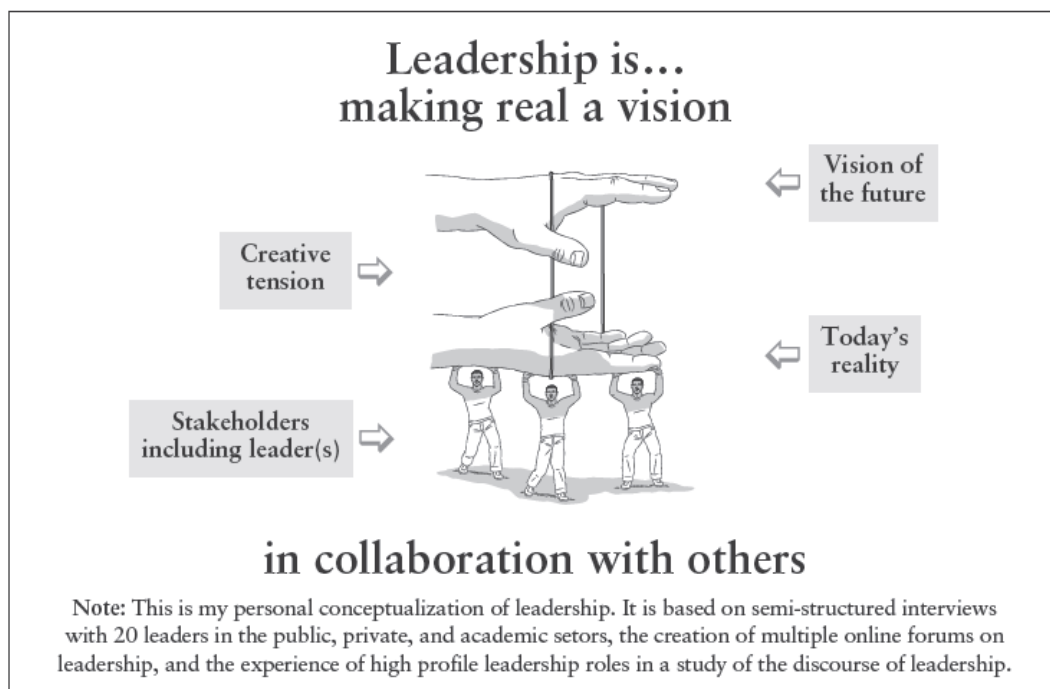 Leadership is...
making real a vision
Vision of
the future
Creative
tension
Today's
reality
Stakeholders
including leader(s)
in collaboration with others
Note: This is my personal conceptualization of leadership. It is based on semi-structured interviews
with 20 leaders in the public, private, and academic setors, the creation of multiple online forums on
leadership, and the experience of high profile leadership roles in a study of the discourse of leadership.